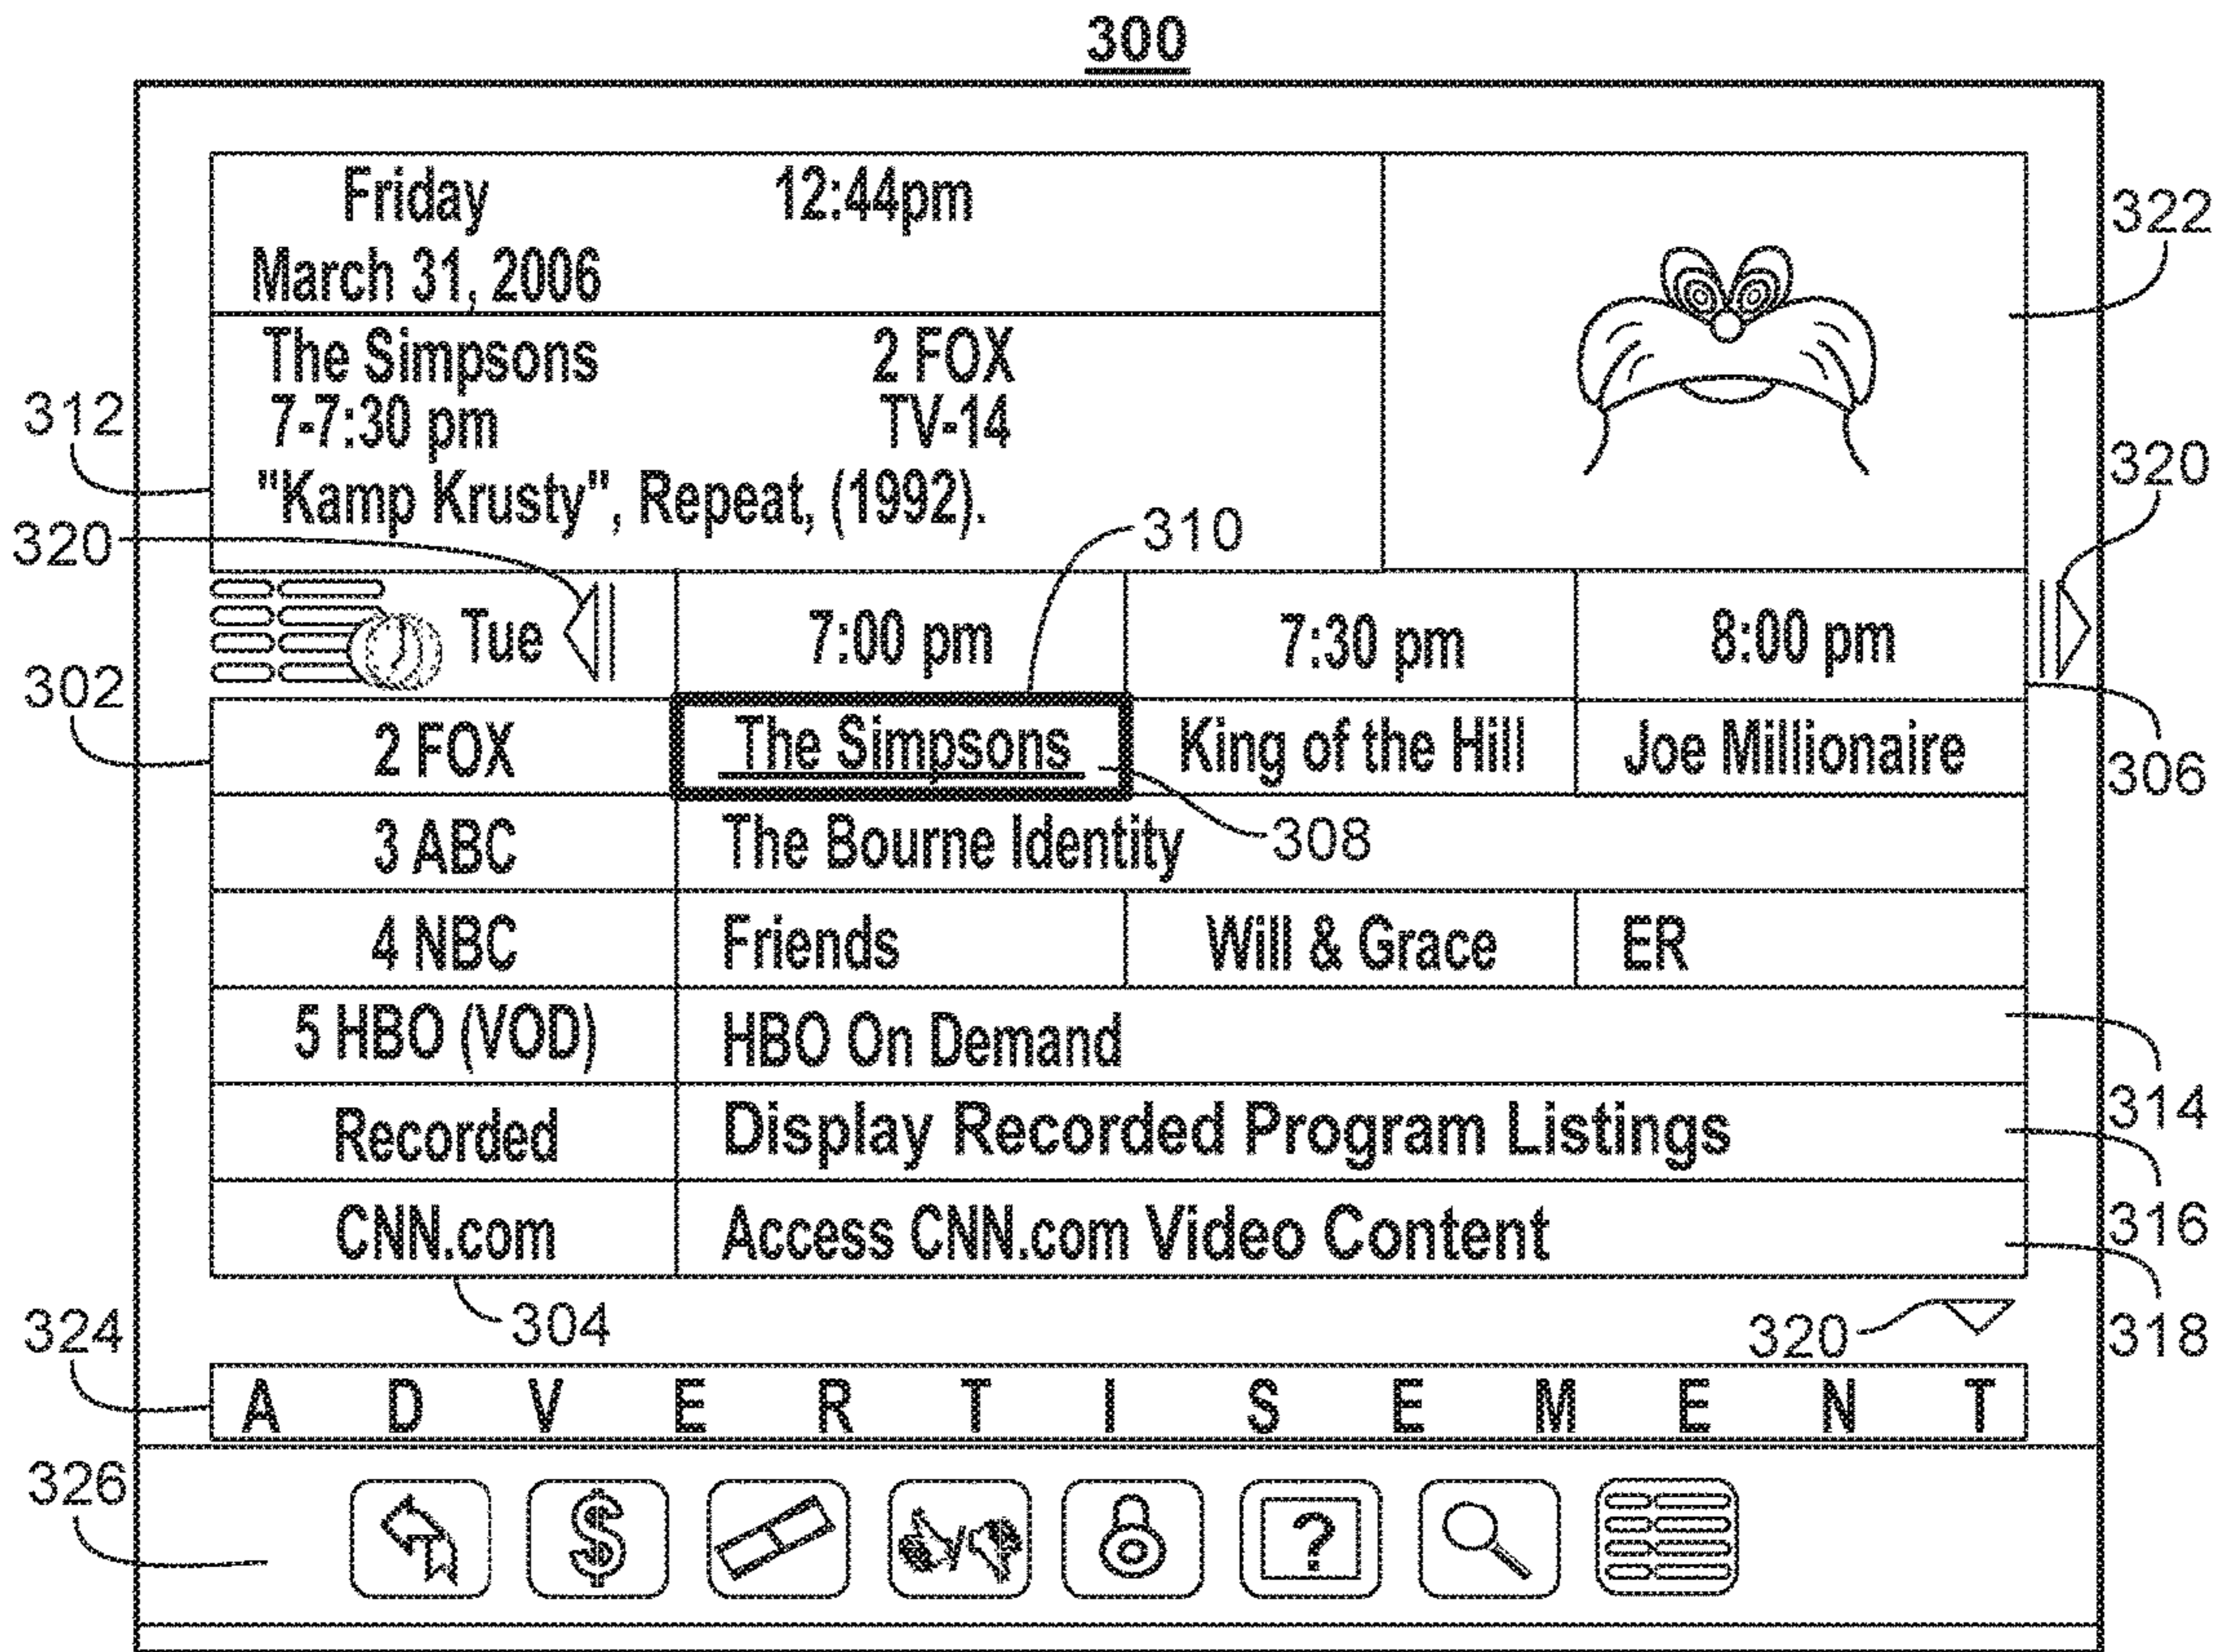 300
Friday 12:44pm
March 31, 2006
322
The Simpsons 2 FOX
312 7-7:30 pm TV-14
320
"Kamp Krusty", Repeat, (1992).
320 310
Tue 7:00 pm 7:30 pm 8:00 pm
302
2 FOX The Simpsons King of the Hill Joe Millionaire
306
3 ABC The Bourne Identity 308
4 NBC Friends Will & Grace ER
5 HBO (VOD) HBO On Demand
314
Recorded Display Recorded Program Listings
316
CNN.com Access CNN.com Video Content
304
324 320 318
A D V E R T I S E M E N T
326
$ / ?